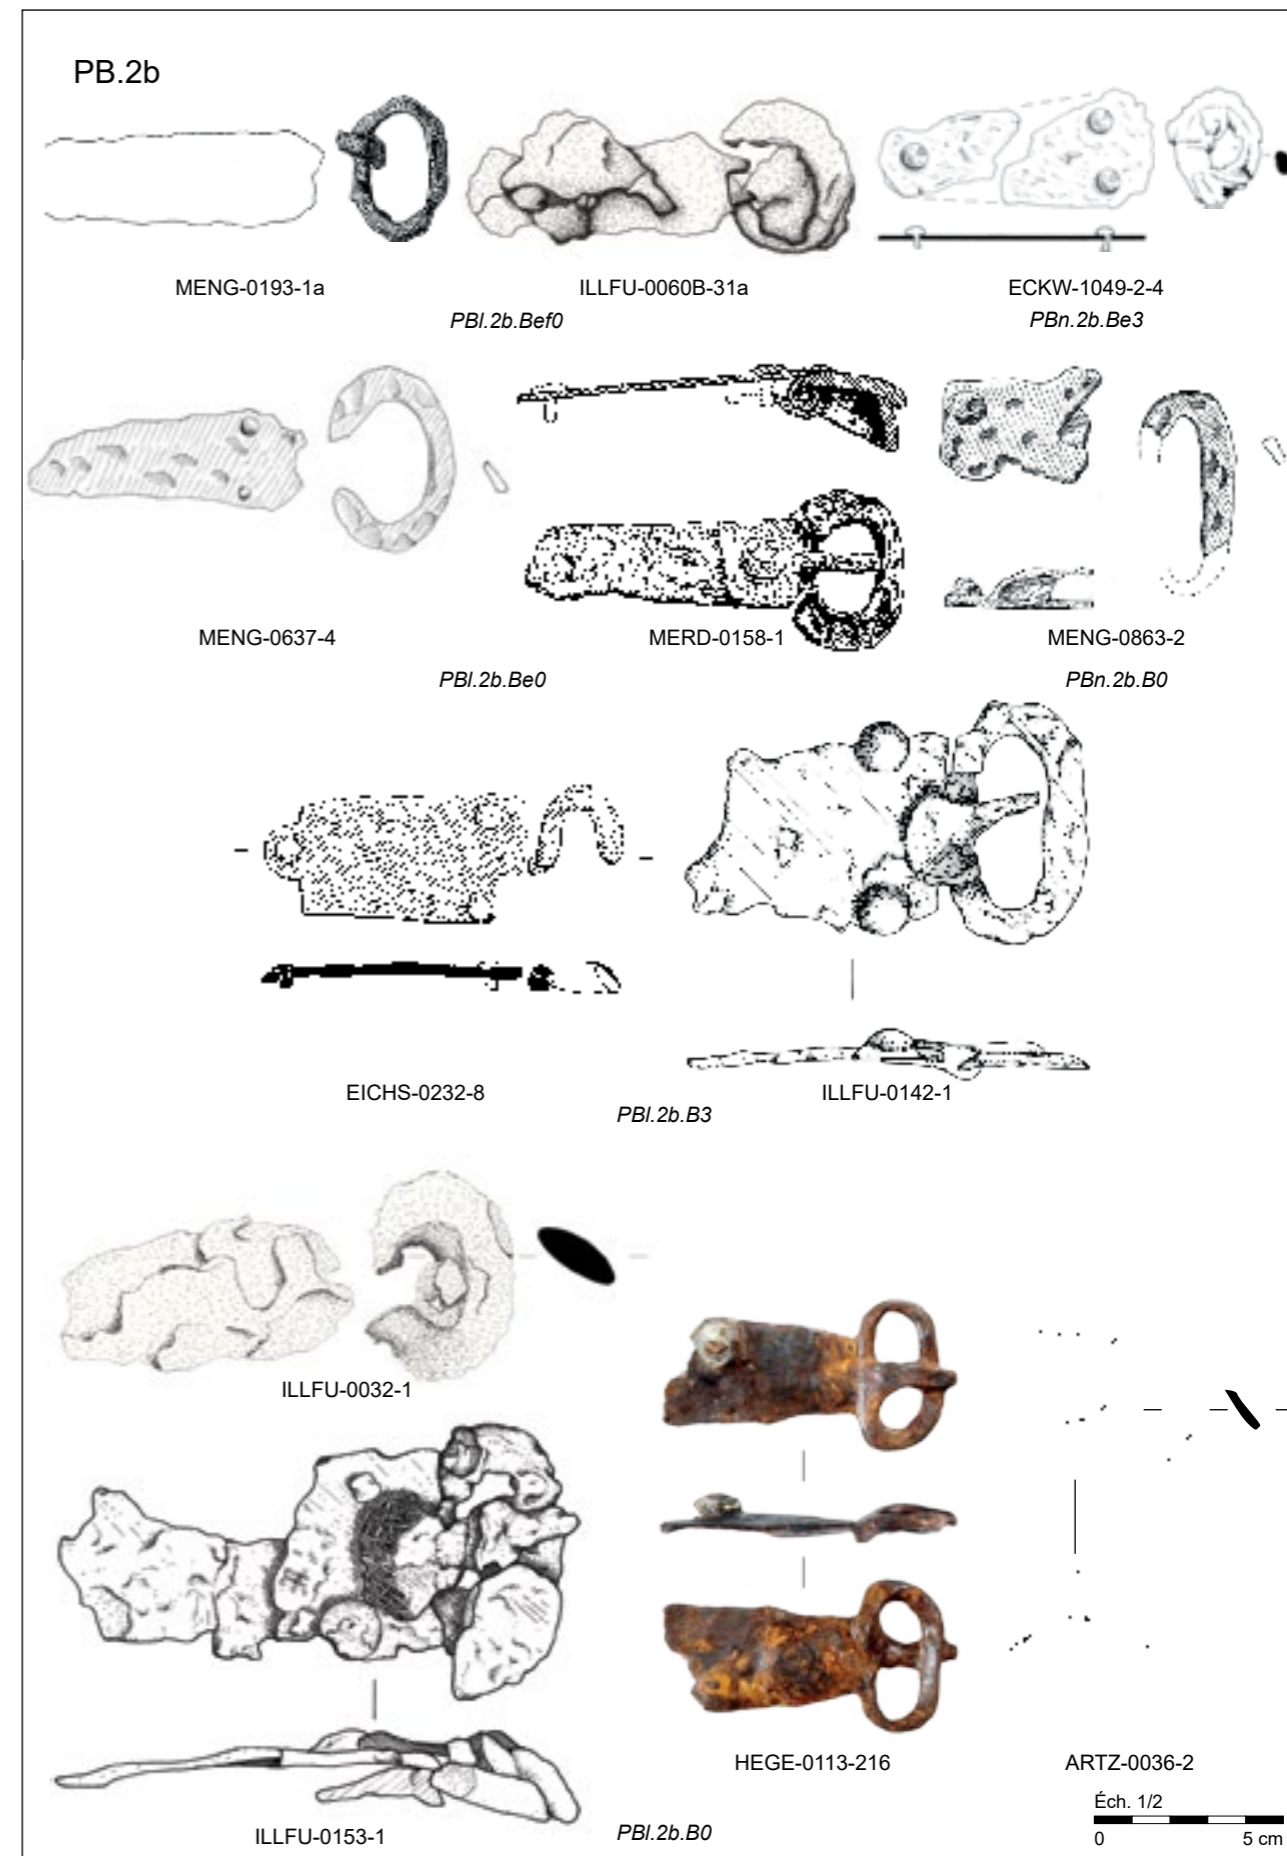 PB.2b
MENG-0193-1a
ILLFU-0060B-31a
ECKW-1049-2-4
PBl.2b.Bef0
PBn.2b.Be3
MENG-0637-4
MERD-0158-1
MENG-0863-2
PBl.2b.Be0
PBn.2b.B0
EICHS-0232-8
ILLFU-0142-1
PBl.2b.B3
ILLFU-0032-1
HEGE-0113-216
ARTZ-0036-2
Éch. 1/2
0 5 cm
ILLFU-0153-1
PBl.2b.B0